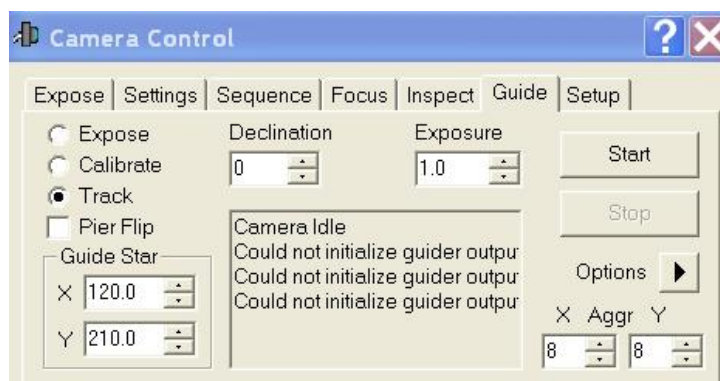 Camera Control
Expose Settings Sequence Focus Inspect Guide Setup
Expose
Calibrate
Track
Pier Flip
Guide Star
X 120.0
Y 210.0
Declination
0
Exposure
1.0
Camera Idle
Could not initialize guider outpu
Could not initialize guider outpu
Could not initialize guider outpu
Start
Stop
Options
X Aggr Y
8 8